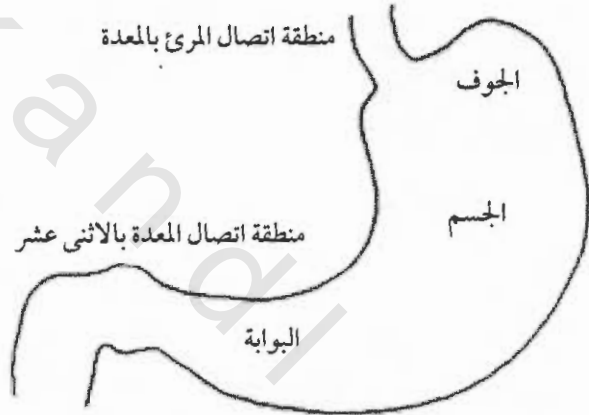 منطقة اتصال المرئ بالمعدة
الجوف
الجسم
منطقة اتصال المعدة بالاثنى عشر
البوابة